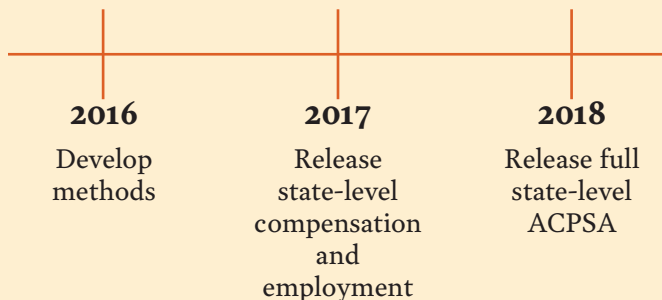 2016
Develop
methods
2017
Release
state-level
compensation
and
employment
2018
Release full
state-level
ACPSA